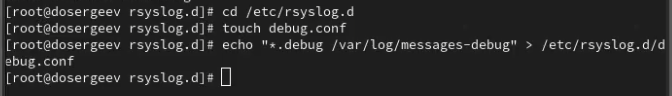 [root@dosergeev rsyslog.d]# cd /etc/rsyslog.d
[root@dosergeev rsyslog.d]# touch debug.conf
[root@dosergeev rsyslog.d]# echo "*.debug /var/log/messages-debug" > /etc/rsyslog.d/d
ebug.conf
[root@dosergeev rsyslog.d]#